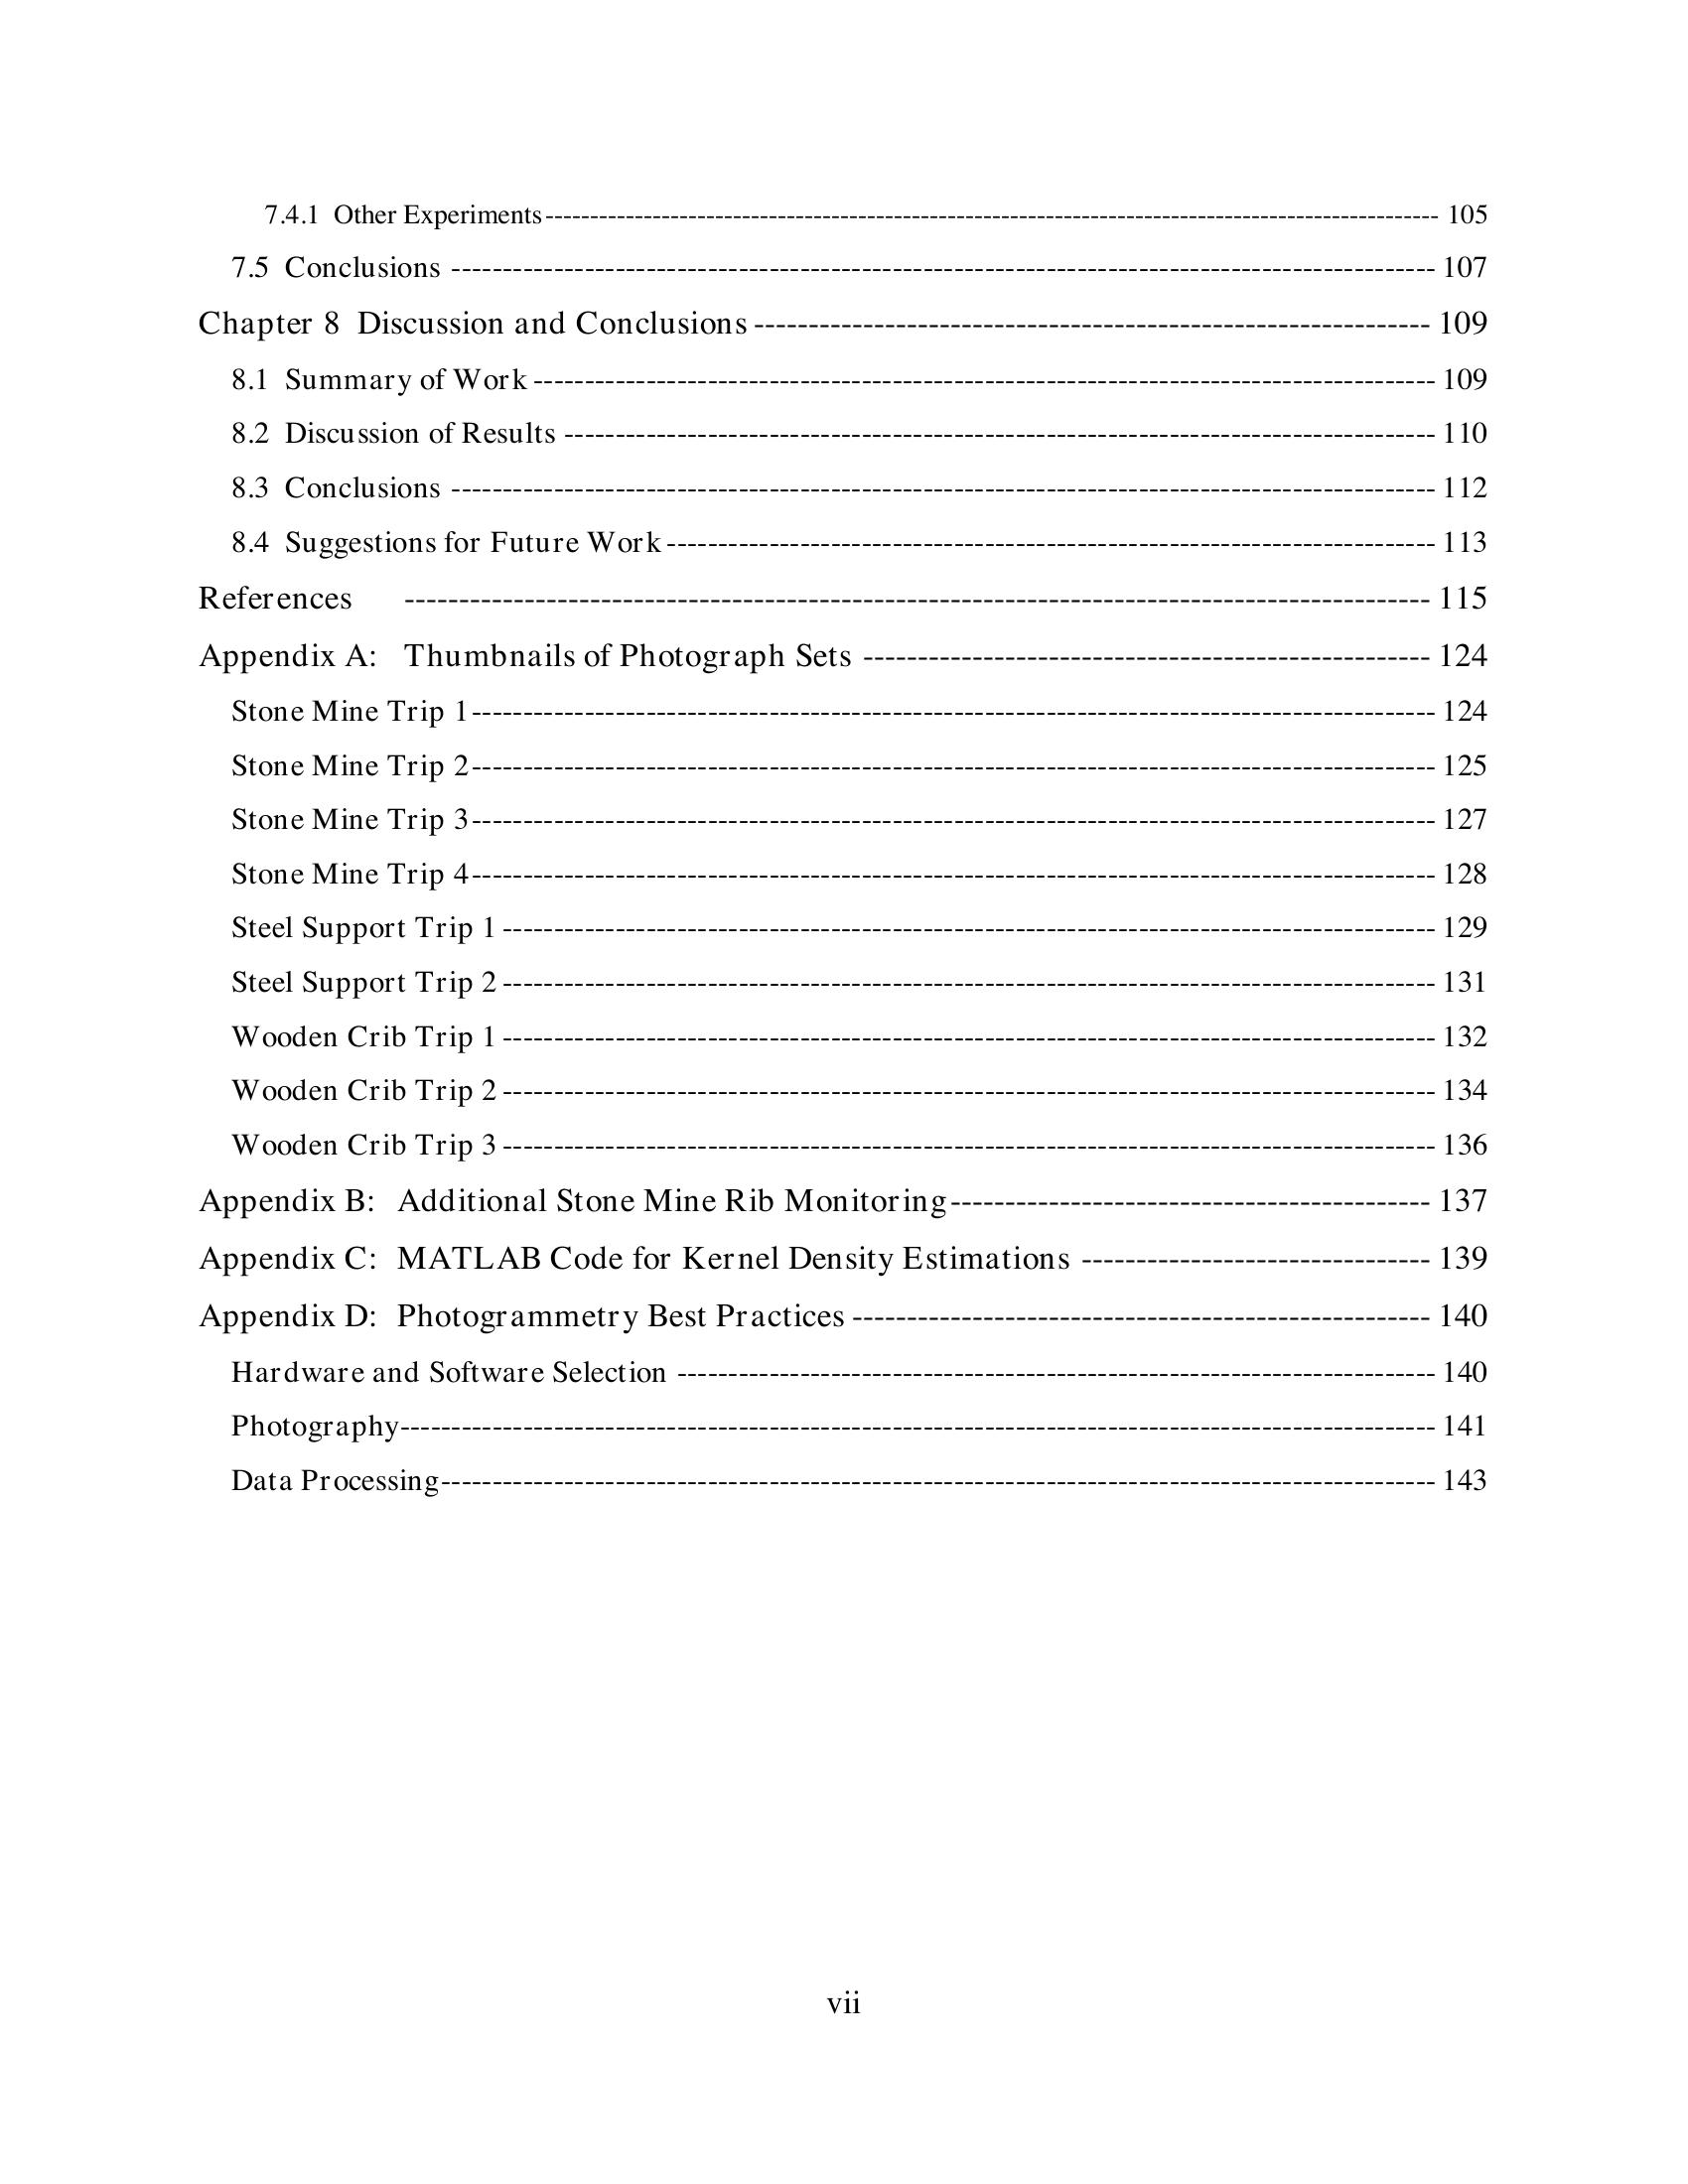 7.4.1 Other Experiments ---------- 105
7.5 Conclusions ---------- 107
Chapter 8 Discussion and Conclusions ---------- 109
8.1 Summary of Work ---------- 109
8.2 Discussion of Results ---------- 110
8.3 Conclusions ---------- 112
8.4 Suggestions for Future Work ---------- 113
References ---------- 115
Appendix A: Thumbnails of Photograph Sets ---------- 124
Stone Mine Trip 1 ---------- 124
Stone Mine Trip 2 ---------- 125
Stone Mine Trip 3 ---------- 127
Stone Mine Trip 4 ---------- 128
Steel Support Trip 1 ---------- 129
Steel Support Trip 2 ---------- 131
Wooden Crib Trip 1 ---------- 132
Wooden Crib Trip 2 ---------- 134
Wooden Crib Trip 3 ---------- 136
Appendix B: Additional Stone Mine Rib Monitoring ---------- 137
Appendix C: MATLAB Code for Kernel Density Estimations ---------- 139
Appendix D: Photogrammetry Best Practices ---------- 140
Hardware and Software Selection ---------- 140
Photography ---------- 141
Data Processing ---------- 143
vii